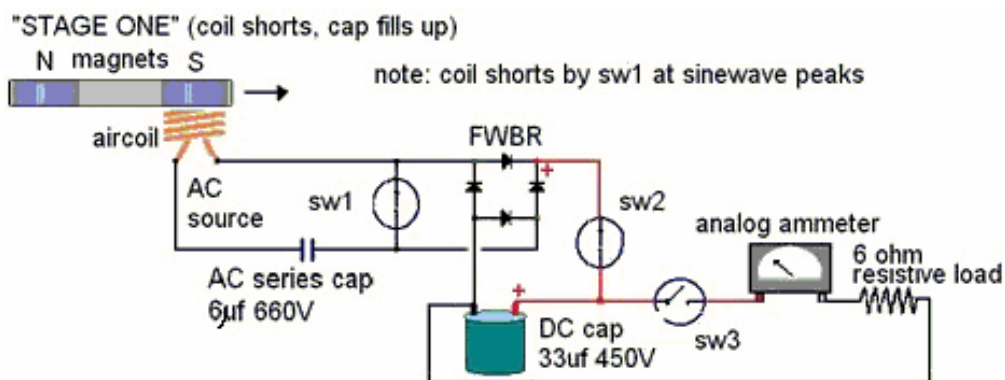 "STAGE ONE" (coil shorts, cap fills up)
N magnets S
note: coil shorts by sw1 at sinewave peaks
aircoil
FWBR
+
AC
source
sw1
sw2
analog ammeter
6 ohm
resistive load
AC series cap
6µf 660V
+
DC cap
33uf 450V
sw3